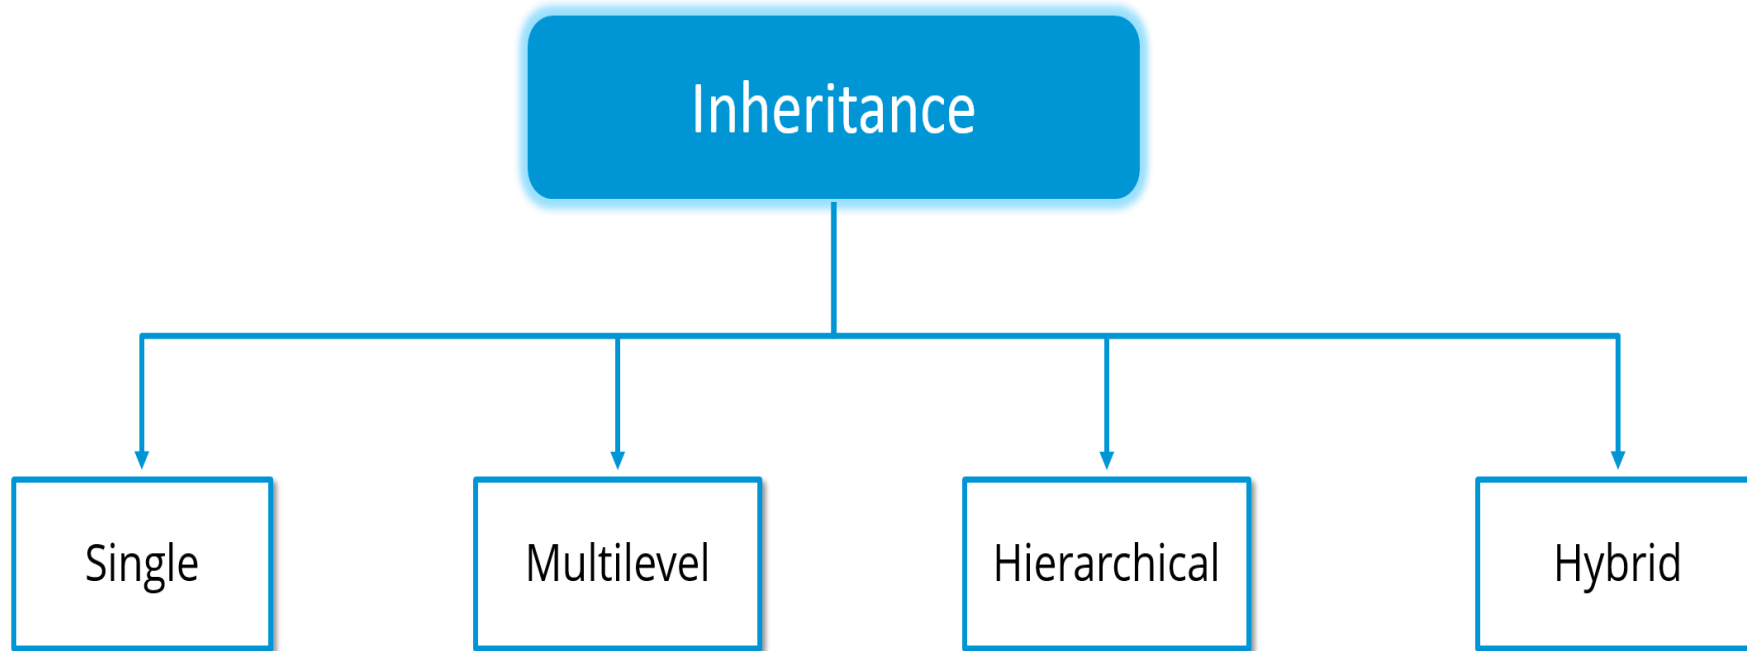 Inheritance
Single
Multilevel
Hierarchical
Hybrid